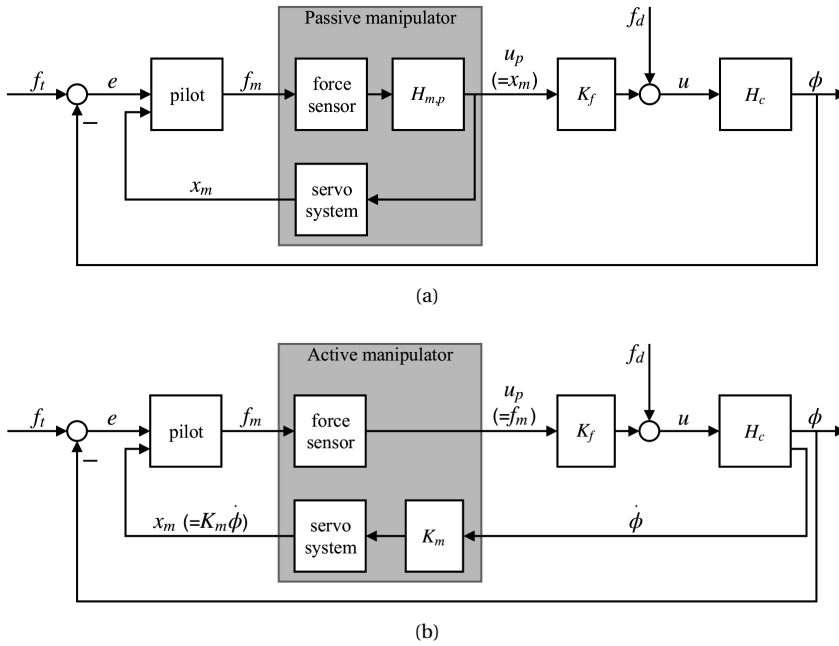 Passive manipulator
f_t
e
pilot
f_m
force
sensor
H_{m,p}
u_p
(=x_m)
K_f
f_d
u
H_c
ϕ
−
x_m
servo
system
(a)
Active manipulator
f_t
e
pilot
f_m
force
sensor
u_p
(=f_m)
K_f
f_d
u
H_c
ϕ
−
x_m (=K_m ϕ̇)
servo
system
K_m
ϕ̇
(b)